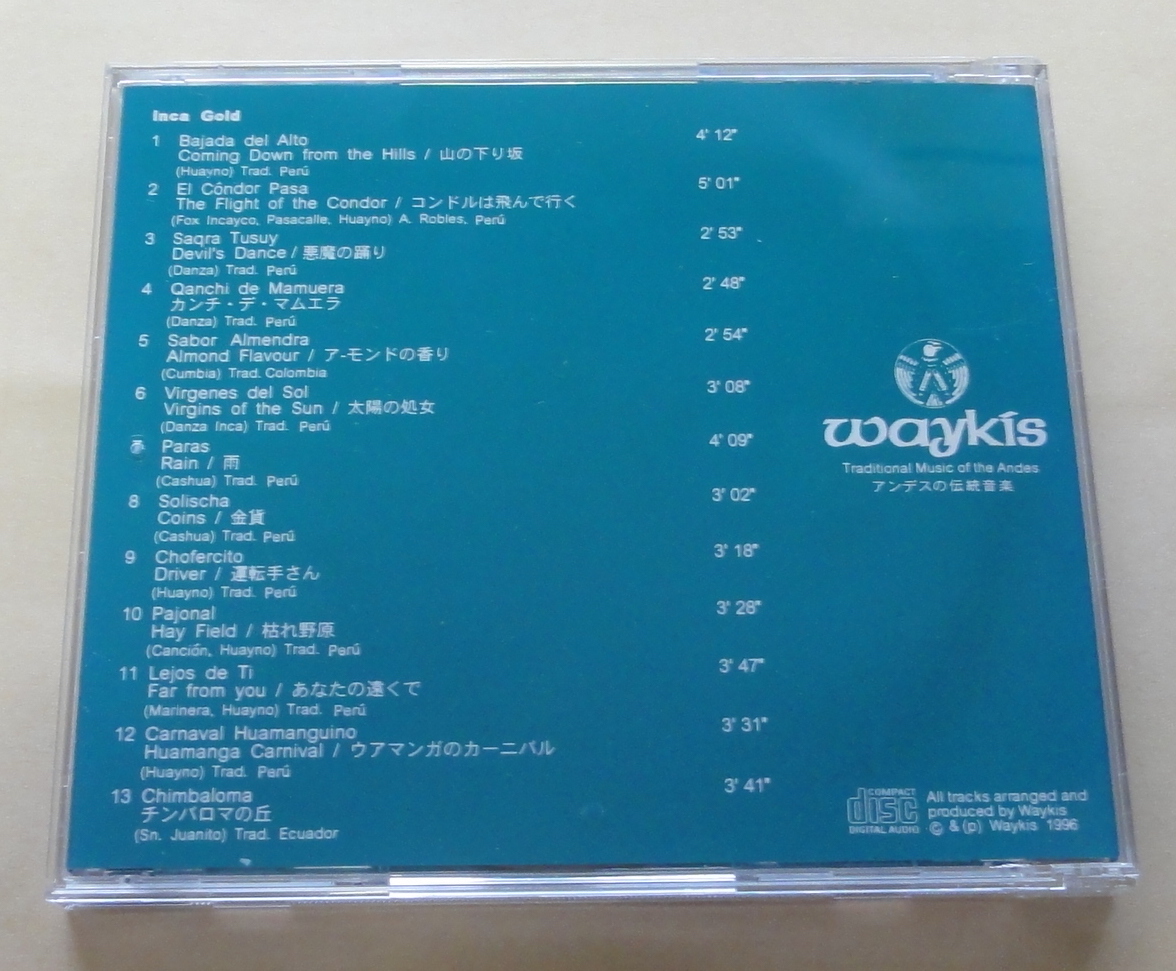 Inca Gold
1 Bajada del Alto 4' 12"
Coming Down from the Hills / 山の下り坂
(Huayno) Trad. Perú
2 El Cóndor Pasa 5' 01"
The Flight of the Condor / コンドルは飛んで行く
(Fox Incayco, Pasacalle, Huayno) A. Robles, Perú
3 Saqra Tusuy 2' 53"
Devil's Dance / 悪魔の踊り
(Danza) Trad. Perú
4 Qanchi de Mamuera 2' 48"
カンチ・デ・マムエラ
(Danza) Trad. Perú
5 Sabor Almendra 2' 54"
Almond Flavour / ア-モンドの香り
(Cumbia) Trad. Colombia
6 Virgenes del Sol 3' 08"
Virgins of the Sun / 太陽の処女
(Danza Inca) Trad. Perú
Paras 4' 09"
Rain / 雨
(Cashua) Trad. Perú
8 Solischa 3' 02"
Coins / 金貨
(Cashua) Trad. Perú
9 Chofercito 3' 18"
Driver / 運転手さん
(Huayno) Trad. Perú
10 Pajonal 3' 28"
Hay Field / 枯れ野原
(Canción, Huayno) Trad. Perú
11 Lejos de Ti 3' 47"
Far from you / あなたの遠くで
(Marinera, Huayno) Trad. Perú
12 Carnaval Huamanguino 3' 31"
Huamanga Carnival / ウアマンガのカーニバル
(Huayno) Trad. Perú
13 Chimbaloma 3' 41"
チンバロマの丘
(Sn. Juanito) Trad. Ecuador
waykis
Traditional Music of the Andes
アンデスの伝統音楽
COMPACT
disc
DIGITAL AUDIO
All tracks arranged and
produced by Waykis
© & (p) Waykis 1996